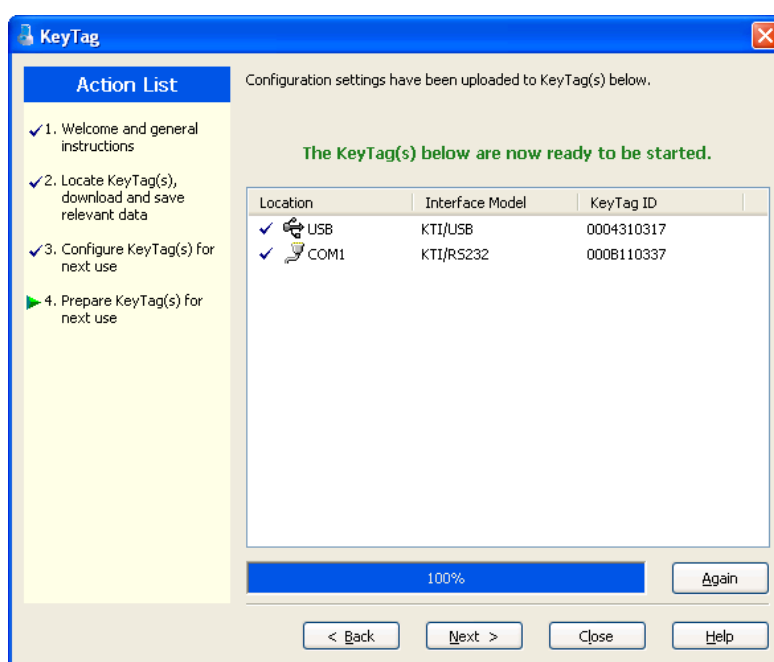 KeyTag
Action List
1. Welcome and general
instructions
2. Locate KeyTag(s),
download and save
relevant data
3. Configure KeyTag(s) for
next use
4. Prepare KeyTag(s) for
next use
Configuration settings have been uploaded to KeyTag(s) below.
The KeyTag(s) below are now ready to be started.
Location Interface Model KeyTag ID
USB KTI/USB 0004310317
COM1 KTI/RS232 000B110337
100%
Again
< Back Next > Close Help